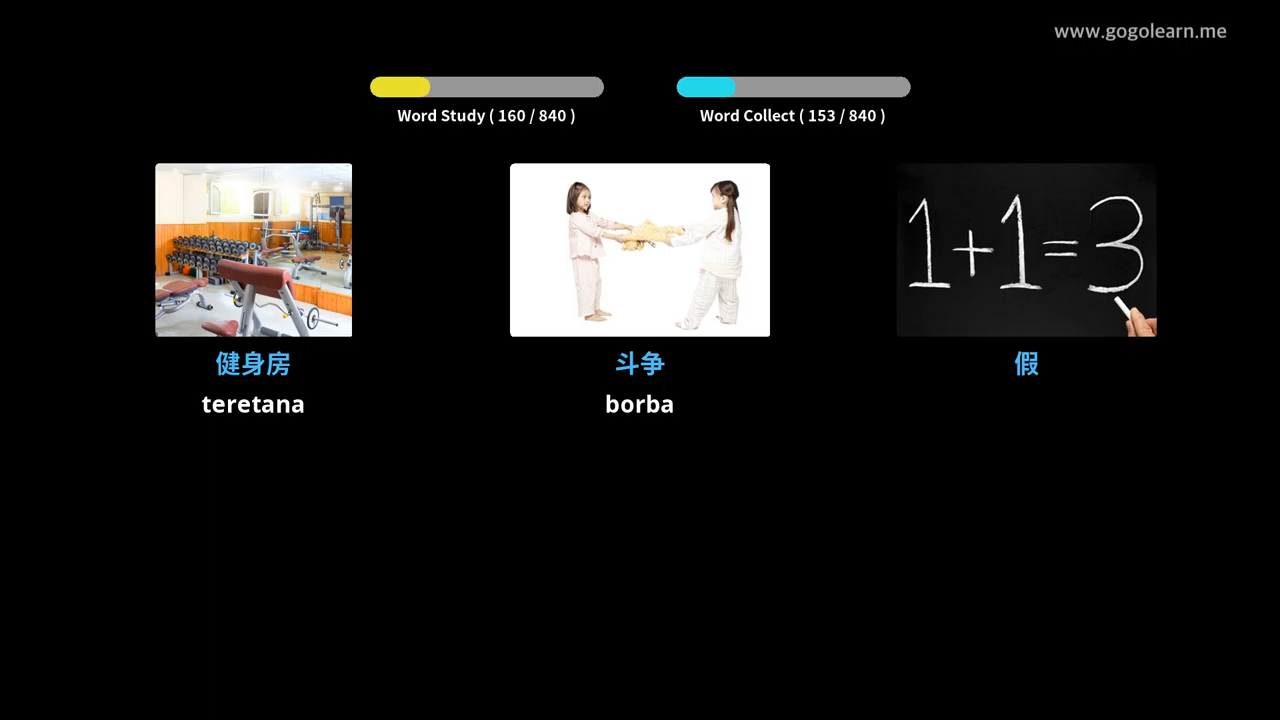 www.gogolearn.me
Word Study ( 160 / 840 )
Word Collect ( 153 / 840 )
1+1=3
健身房
斗争
假
teretana
borba